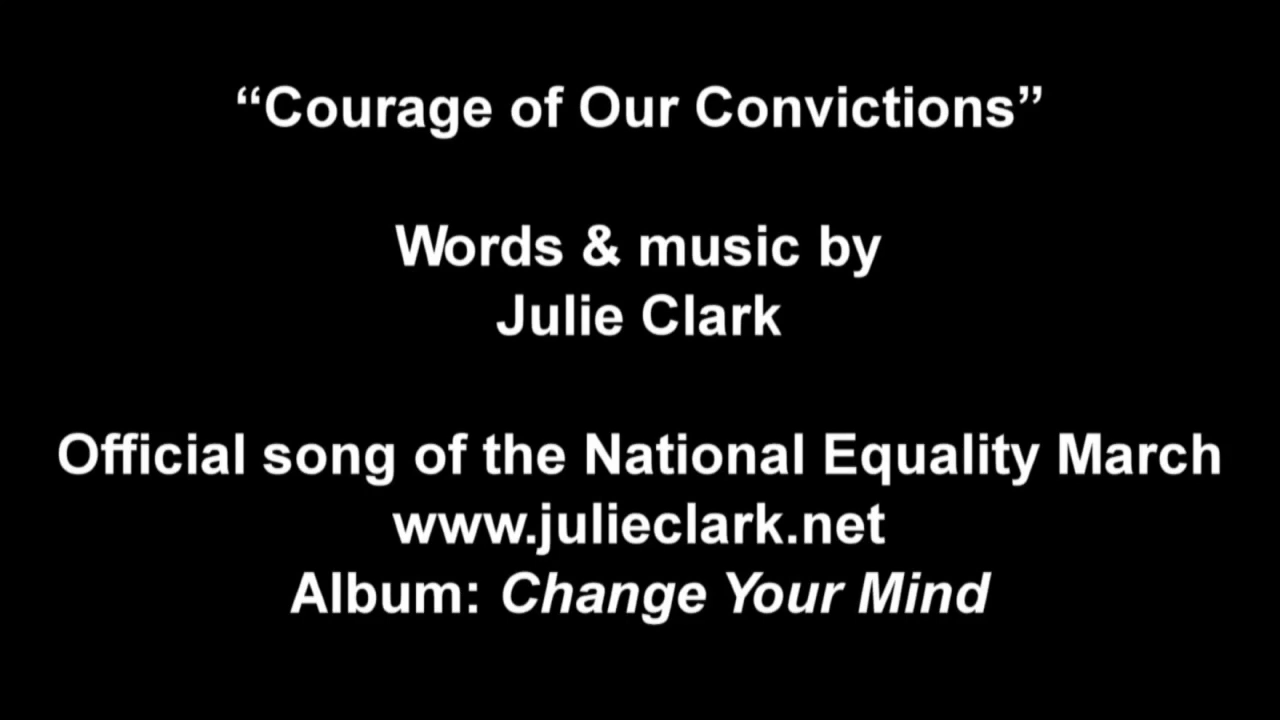 “Courage of Our Convictions”
Words & music by
Julie Clark
Official song of the National Equality March
www.julieclark.net
Album: Change Your Mind